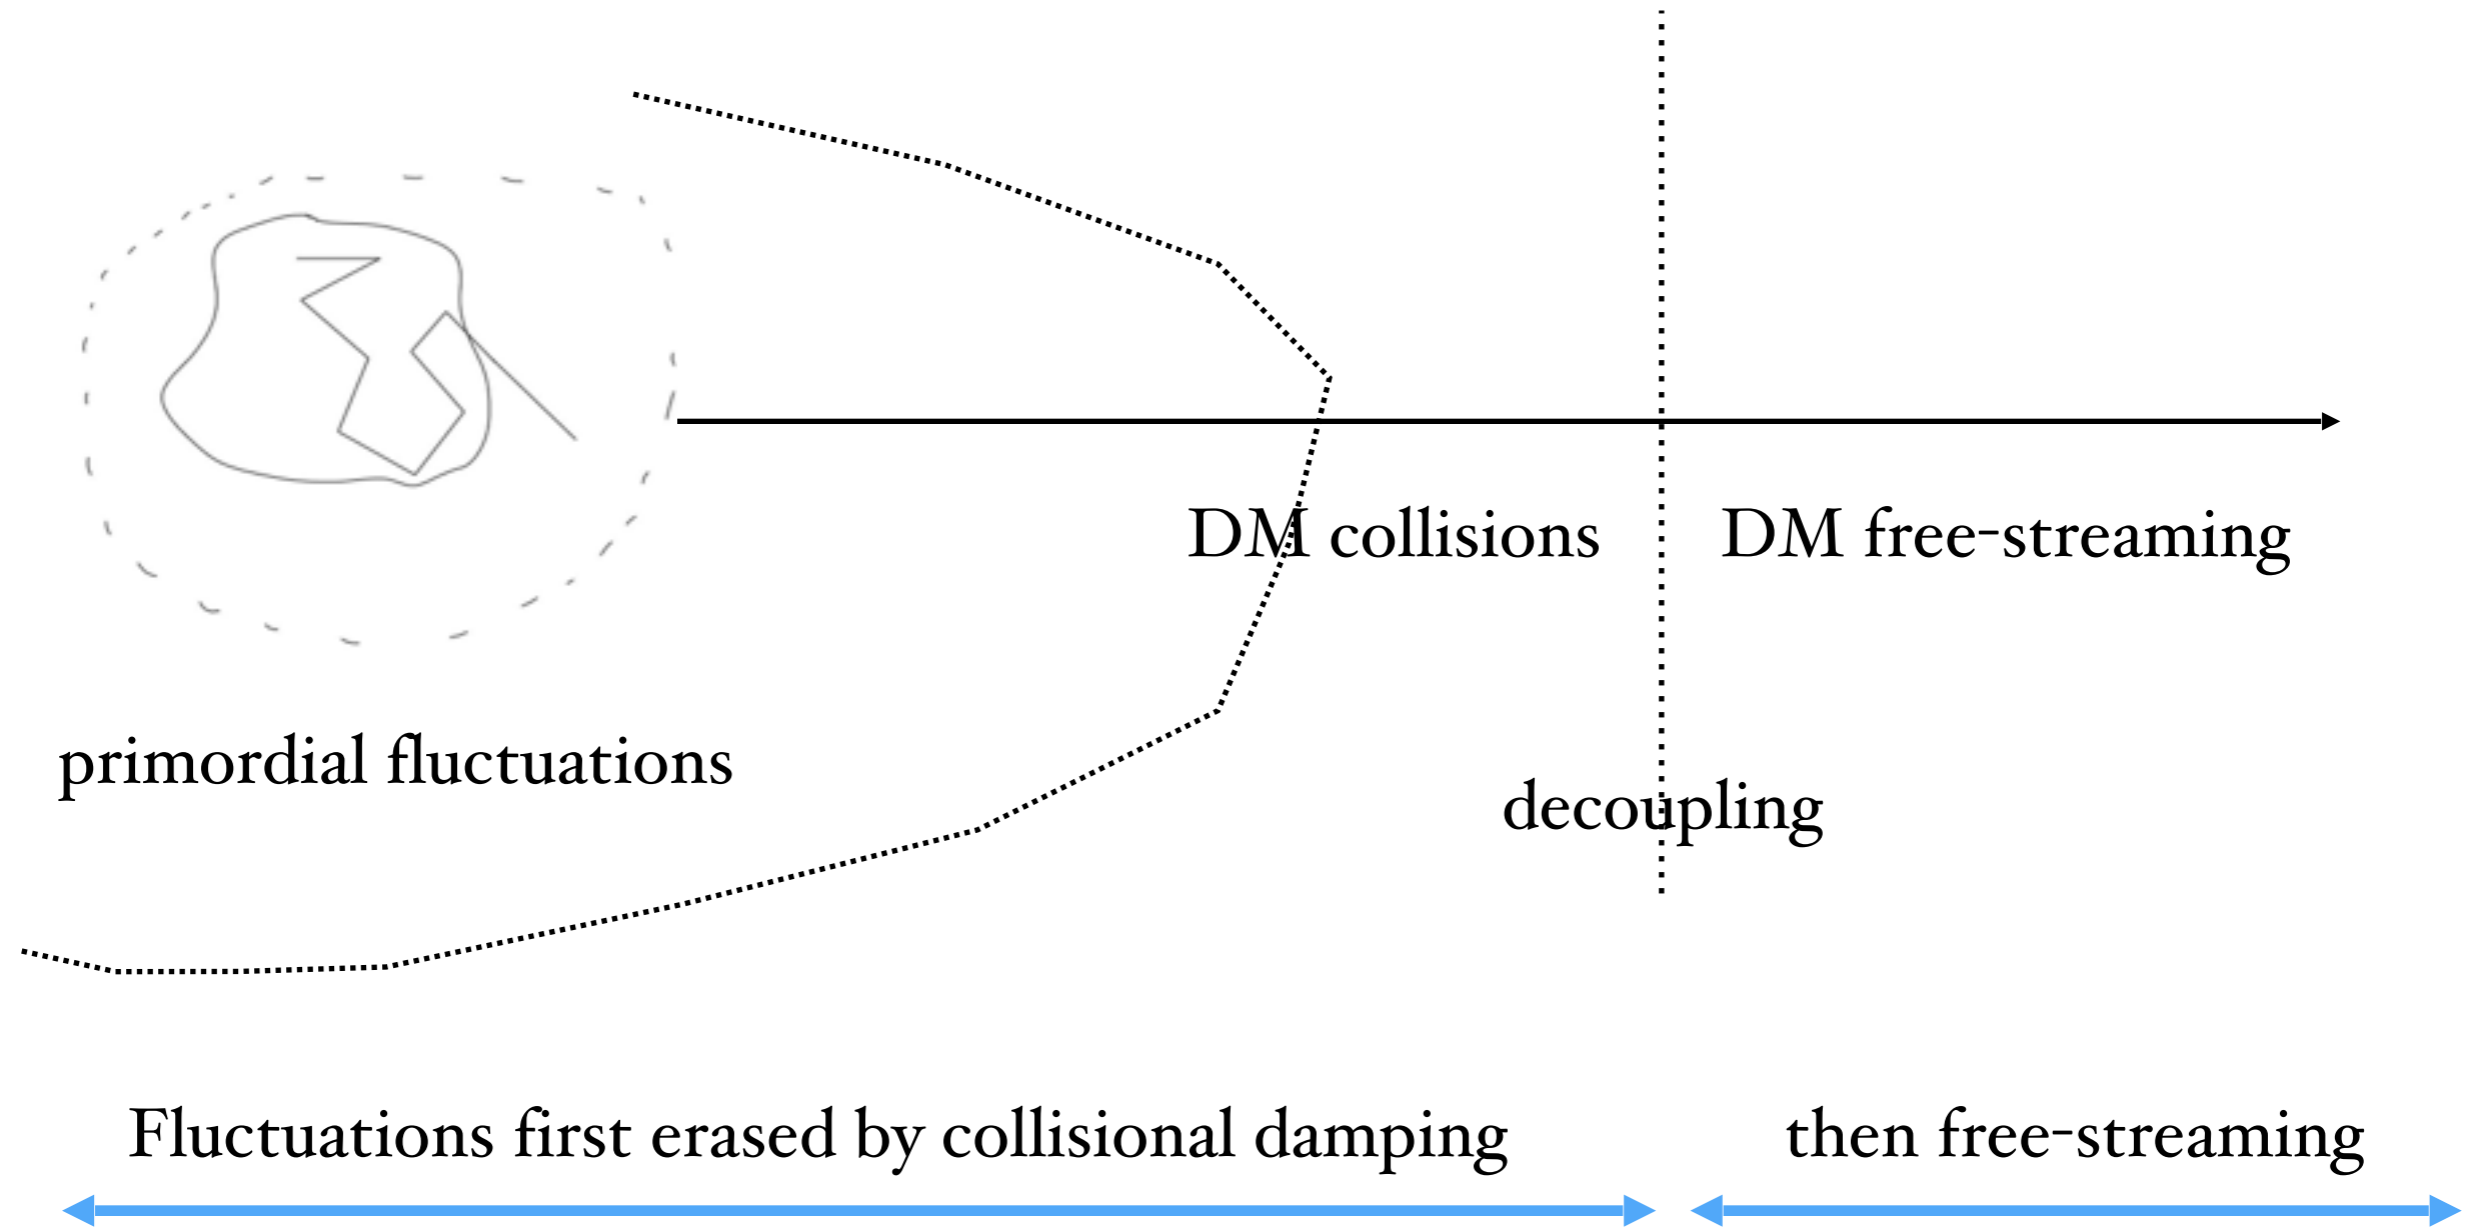 DM collisions
DM free-streaming
primordial fluctuations
decoupling
Fluctuations first erased by collisional damping
then free-streaming